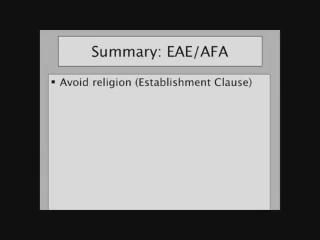 Summary: EAE/AFA
▪ Avoid religion (Establishment Clause)